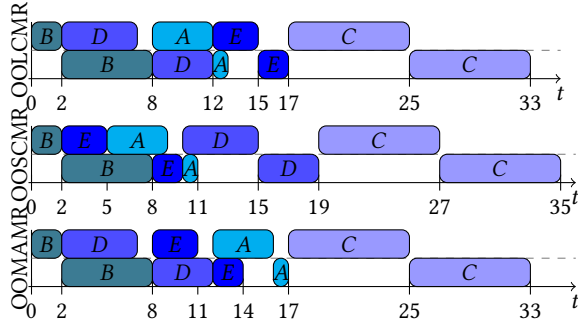 OOLCMR
B D A E C
B D A E C
0 2 8 12 15 17 25 33 t
OOSCMR
B E A D C
B E A D C
0 2 5 8 11 15 19 27 35 t
OOMAMR
B D E A C
B D E A C
0 2 8 11 14 17 25 33 t